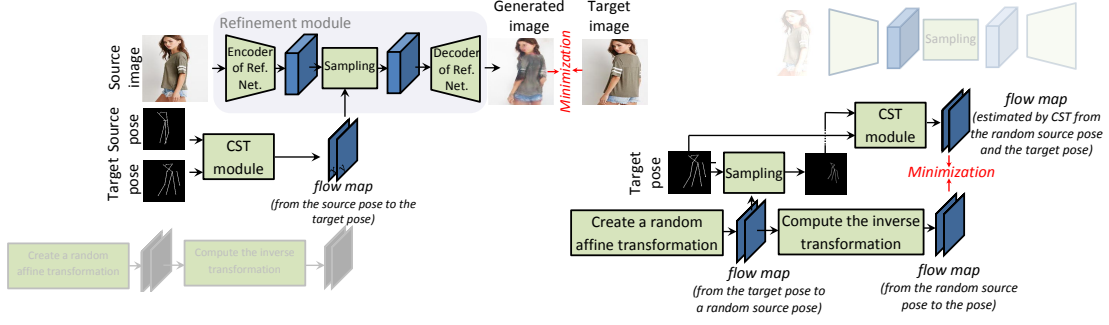 Refinement module
Source
image
Encoder
of Ref.
Net.
Sampling
Decoder
of Ref.
Net.
Generated
image
Minimization
Target
image
Source
pose
Target
pose
CST
module
flow map
(from the source pose to the
target pose)
Create a random
affine transformation
Compute the inverse
transformation
Sampling
Target
pose
Sampling
CST
module
flow map
(estimated by CST from
the random source pose
and the target pose)
Minimization
Create a random
affine transformation
Compute the inverse
transformation
flow map
(from the target pose to
a random source pose)
flow map
(from the random source
pose to the pose)